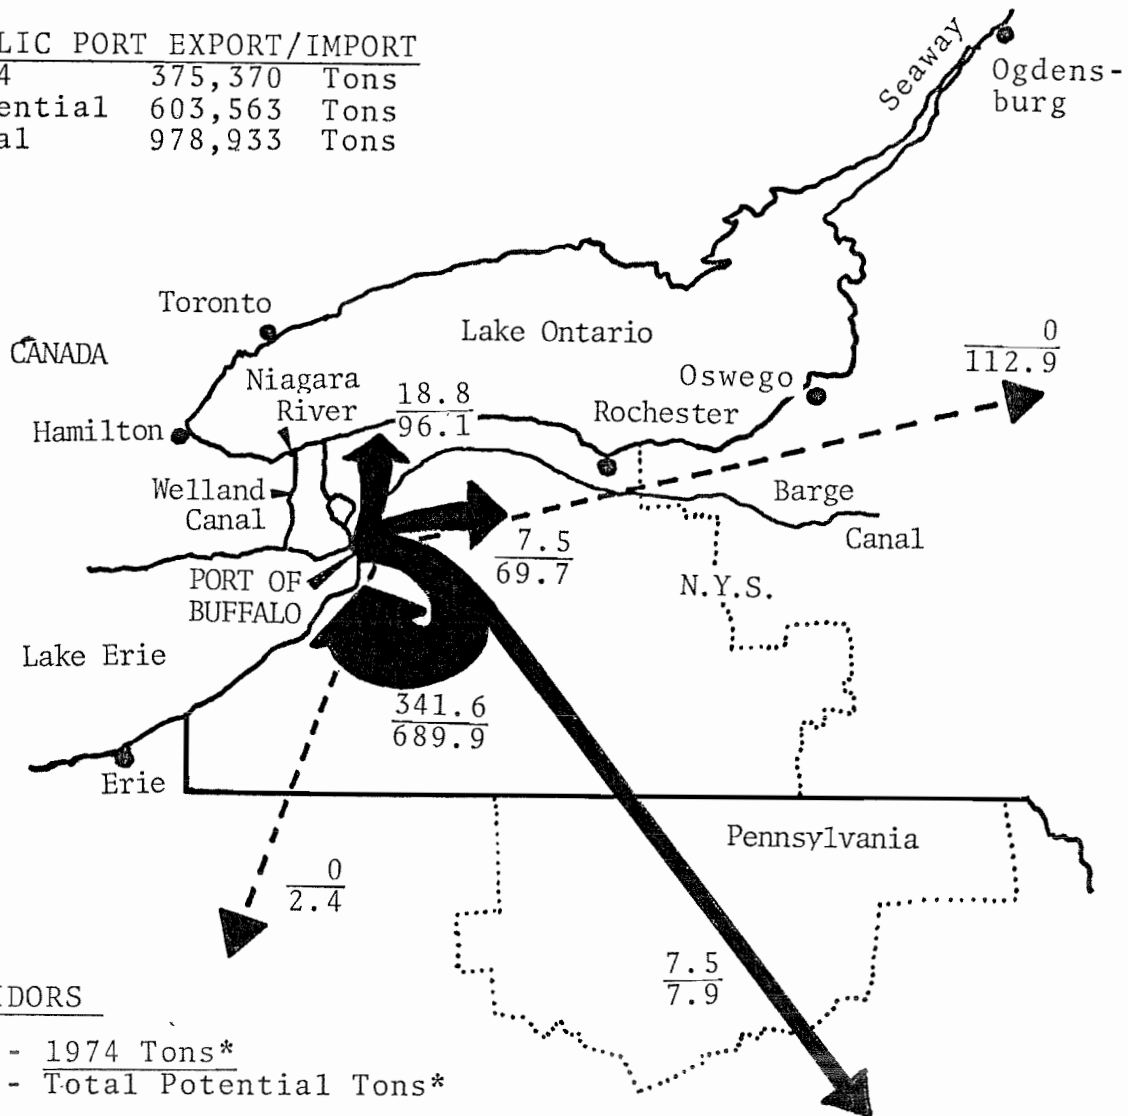 LIC PORT EXPORT/IMPORT
4 375,370 Tons
ential 603,563 Tons
al 978,933 Tons
Seaway
Ogdens-
burg
Toronto
Lake Ontario
CANADA
0
112.9
Niagara
River
18.8
96.1
Oswego
Rochester
Hamilton
Welland
Canal
Barge
Canal
7.5
69.7
PORT OF
BUFFALO
N.Y.S.
Lake Erie
341.6
689.9
Erie
Pennsylvania
0
2.4
7.5
7.9
IDORS
- 1974 Tons*
- Total Potential Tons*